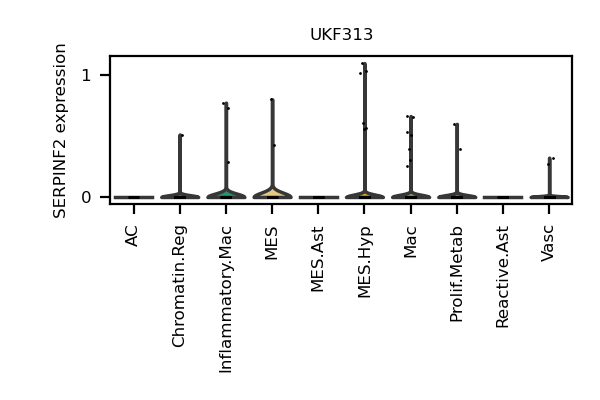 UKF313
SERPINF2 expression
1
0
AC
Chromatin.Reg
Inflammatory.Mac
MES
MES.Ast
MES.Hyp
Mac
Prolif.Metab
Reactive.Ast
Vasc